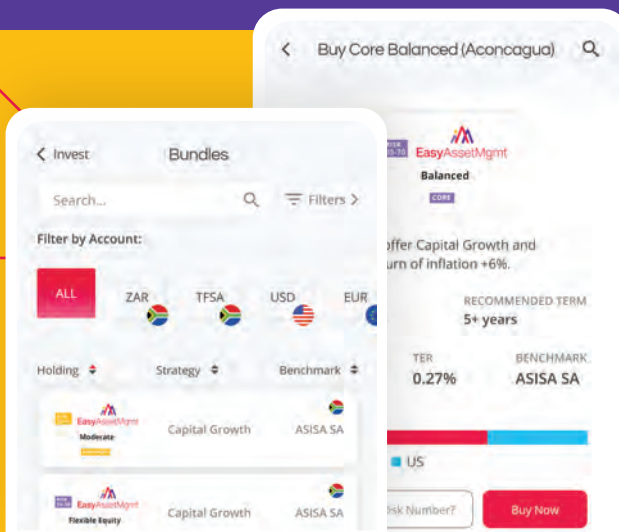 Buy Core Balanced (Aconcagua)
EasyAssetMgmt
Balanced
CORE
offer Capital Growth and
urn of inflation +6%.
RECOMMENDED TERM
5+ years
TER
BENCHMARK
0.27%
ASISA SA
US
isk Number?
Buy Now
Invest
Bundles
Search...
Filters
Filter by Account:
ALL
ZAR
TFSA
USD
EUR
Holding
Strategy
Benchmark
EasyAssetMgmt
Moderate
Capital Growth
ASISA SA
EasyAssetMgmt
Flexible Equity
Capital Growth
ASISA SA